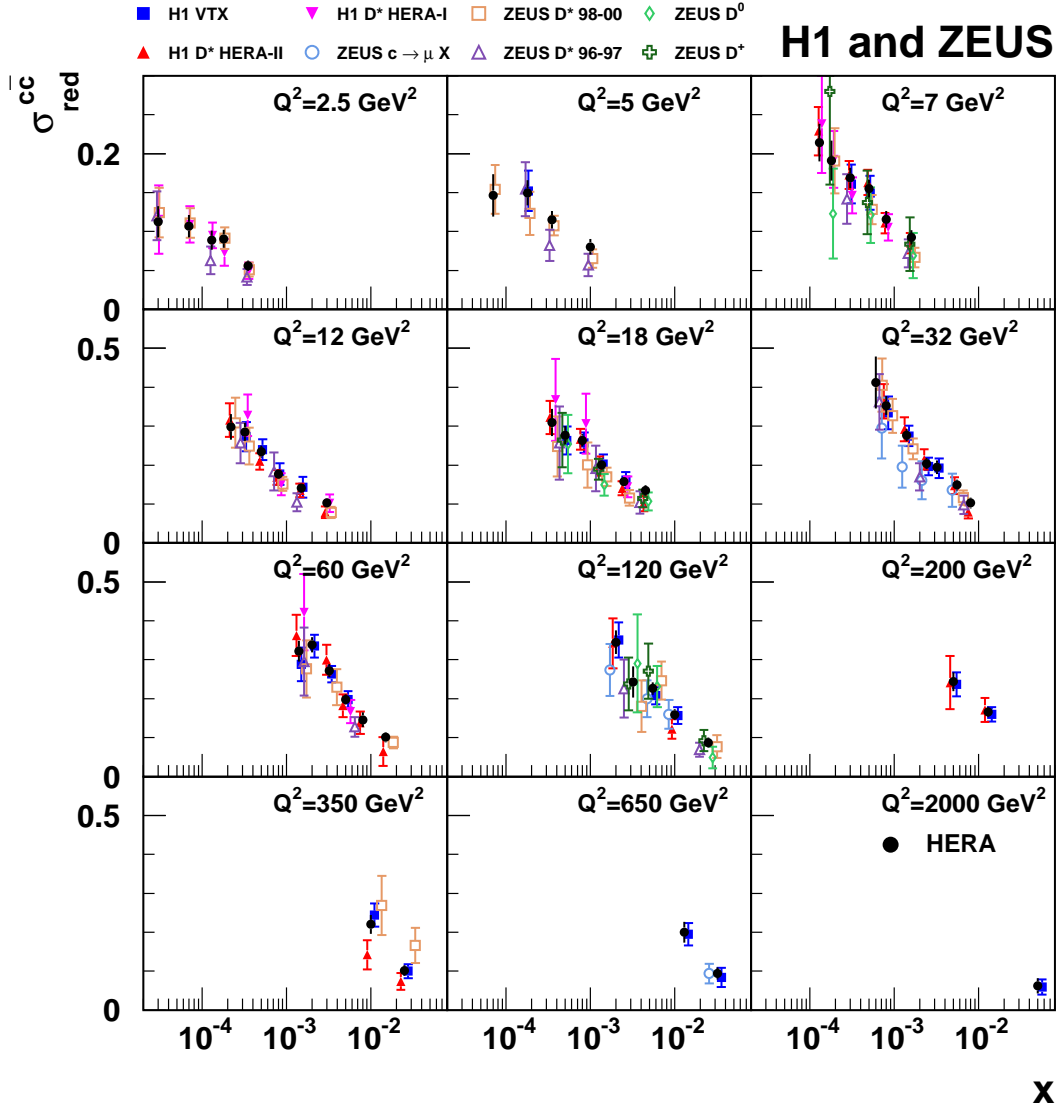 H1 VTX H1 D* HERA-I ZEUS D* 98-00 ZEUS D⁰
H1 D* HERA-II ZEUS c → μ X ZEUS D* 96-97 ZEUS D⁺
H1 and ZEUS
σ_red^cc̄
Q²=2.5 GeV² Q²=5 GeV² Q²=7 GeV²
0.2
0
Q²=12 GeV² Q²=18 GeV² Q²=32 GeV²
0.5
0
Q²=60 GeV² Q²=120 GeV² Q²=200 GeV²
0.5
0
Q²=350 GeV² Q²=650 GeV² Q²=2000 GeV²
0.5
HERA
0
10⁻⁴ 10⁻³ 10⁻² 10⁻⁴ 10⁻³ 10⁻² 10⁻⁴ 10⁻³ 10⁻²
x